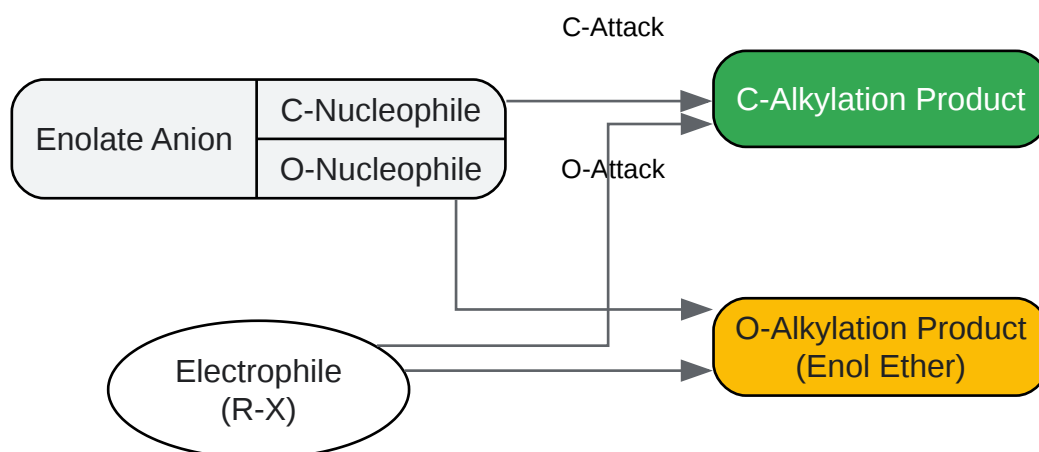 C-Attack
C-Alkylation Product
Enolate Anion
C-Nucleophile
O-Nucleophile
O-Attack
O-Alkylation Product
(Enol Ether)
Electrophile
(R-X)